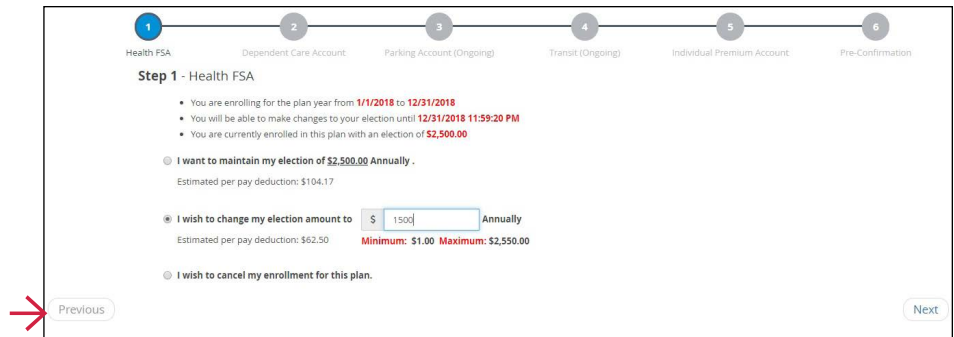 1 2 3 4 5 6
Health FSA Dependent Care Account Parking Account (Ongoing) Transit (Ongoing) Individual Premium Account Pre-Confirmation
Step 1 - Health FSA
• You are enrolling for the plan year from 1/1/2018 to 12/31/2018
• You will be able to make changes to your election until 12/31/2018 11:59:20 PM
• You are currently enrolled in this plan with an election of $2,500.00
I want to maintain my election of $2,500.00 Annually .
Estimated per pay deduction: $104.17
I wish to change my election amount to $ 1500 Annually
Estimated per pay deduction: $62.50 Minimum: $1.00 Maximum: $2,550.00
I wish to cancel my enrollment for this plan.
Previous Next